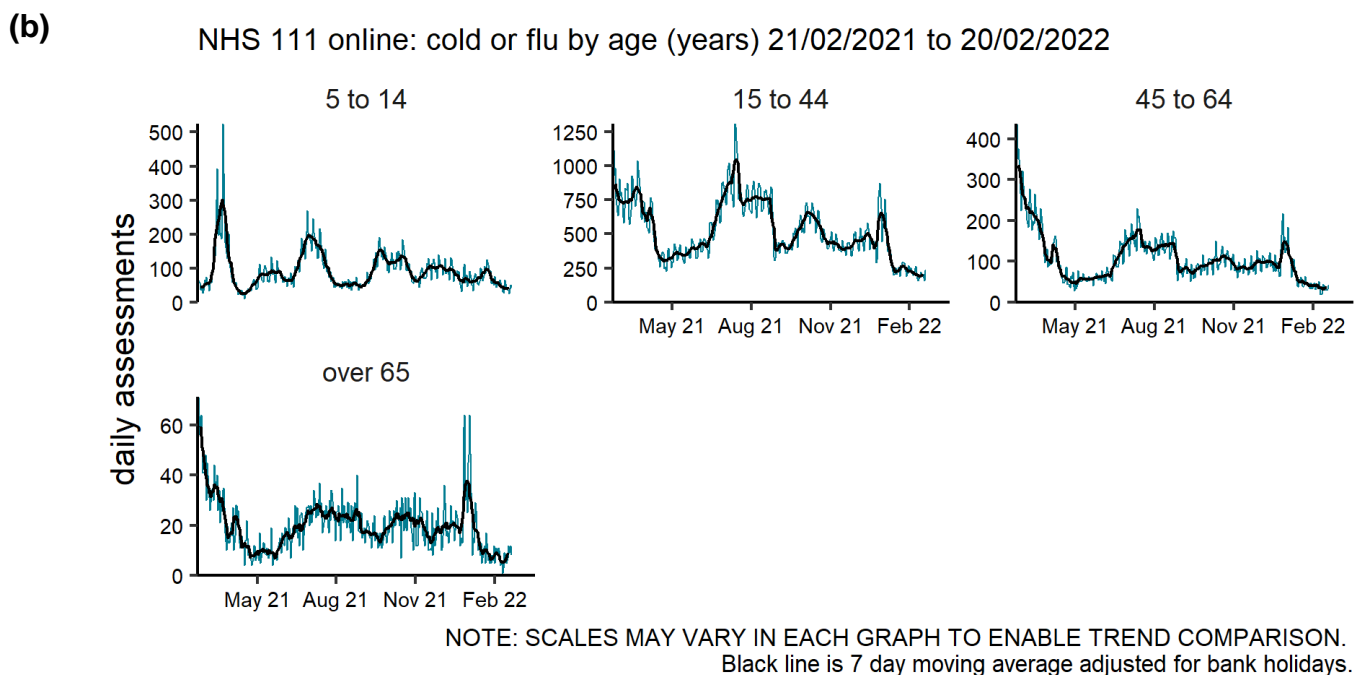 (b)
NHS 111 online: cold or flu by age (years) 21/02/2021 to 20/02/2022
daily assessments
5 to 14
500
400
300
200
100
0
15 to 44
1250
1000
750
500
250
0
May 21 Aug 21 Nov 21 Feb 22
45 to 64
400
300
200
100
0
May 21 Aug 21 Nov 21 Feb 22
over 65
60
40
20
0
May 21 Aug 21 Nov 21 Feb 22
NOTE: SCALES MAY VARY IN EACH GRAPH TO ENABLE TREND COMPARISON.
Black line is 7 day moving average adjusted for bank holidays.